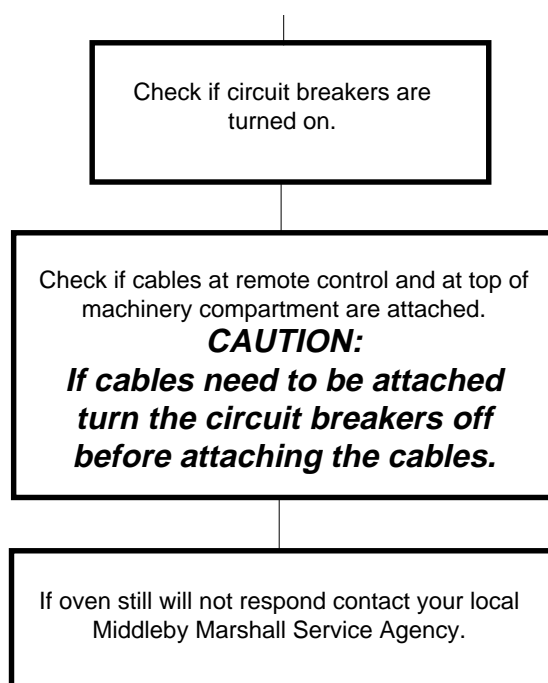 Check if circuit breakers are
turned on.
Check if cables at remote control and at top of
machinery compartment are attached.
CAUTION:
If cables need to be attached
turn the circuit breakers off
before attaching the cables.
If oven still will not respond contact your local
Middleby Marshall Service Agency.